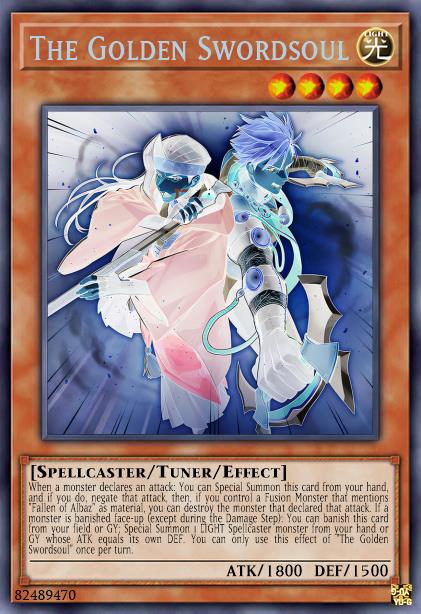 The Golden Swordsoul
LIGHT
光
[Spellcaster/Tuner/Effect]
When a monster declares an attack: You can Special Summon this card from your hand,
and if you do, negate that attack, then, if you control a Fusion Monster that mentions
"Fallen of Albaz" as material, you can destroy the monster that declared that attack. If a
monster is banished face-up (except during the Damage Step): You can banish this card
from your field or GY; Special Summon 1 LIGHT Spellcaster monster from your hand or
GY whose ATK equals its own DEF. You can only use this effect of "The Golden
Swordsoul" once per turn.
ATK/1800 DEF/1500
82489470